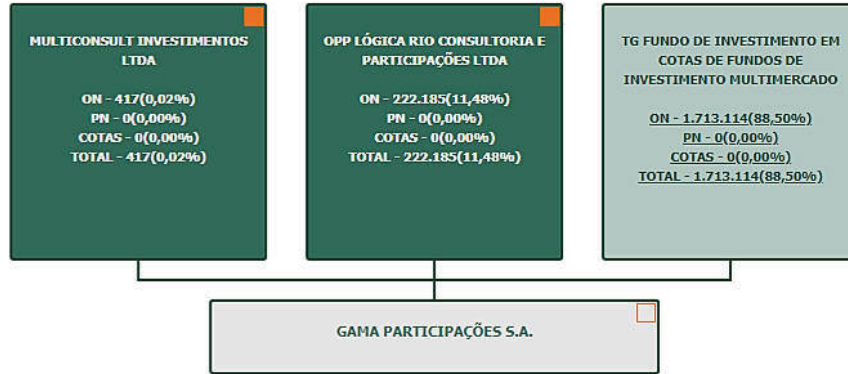 MULTICONSULT INVESTIMENTOS
LTDA
ON - 417(0,02%)
PN - 0(0,00%)
COTAS - 0(0,00%)
TOTAL - 417(0,02%)
OPP LÓGICA RIO CONSULTORIA E
PARTICIPAÇÕES LTDA
ON - 222.185(11,48%)
PN - 0(0,00%)
COTAS - 0(0,00%)
TOTAL - 222.185(11,48%)
TG FUNDO DE INVESTIMENTO EM
COTAS DE FUNDOS DE
INVESTIMENTO MULTIMERCADO
ON - 1.713.114(88,50%)
PN - 0(0,00%)
COTAS - 0(0,00%)
TOTAL - 1.713.114(88,50%)
GAMA PARTICIPAÇÕES S.A.